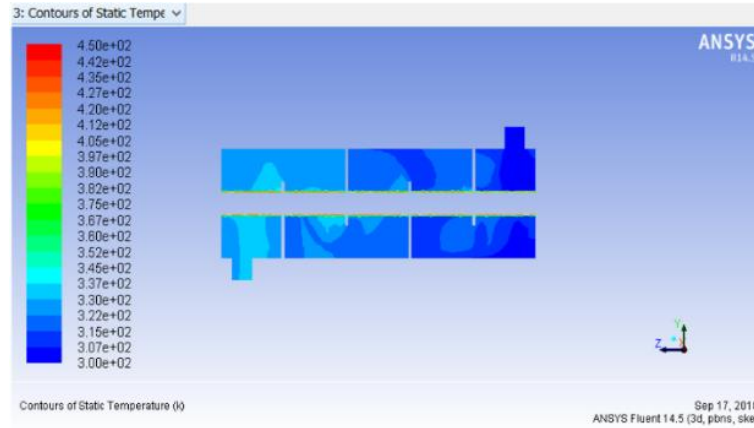 3: Contours of Static Tempe
ANSYS
R14.5
4.50e+02
4.42e+02
4.35e+02
4.27e+02
4.20e+02
4.12e+02
4.05e+02
3.97e+02
3.90e+02
3.82e+02
3.75e+02
3.67e+02
3.60e+02
3.52e+02
3.45e+02
3.37e+02
3.30e+02
3.22e+02
3.15e+02
3.07e+02
3.00e+02
Y
Z X
Contours of Static Temperature (k)
Sep 17, 201
ANSYS Fluent 14.5 (3d, pbns, ske